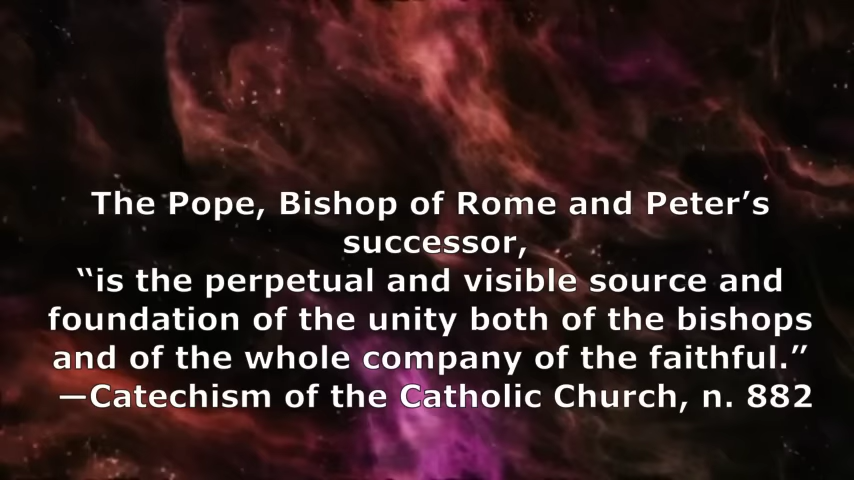 The Pope, Bishop of Rome and Peter’s
successor,
“is the perpetual and visible source and
foundation of the unity both of the bishops
and of the whole company of the faithful.”
—Catechism of the Catholic Church, n. 882